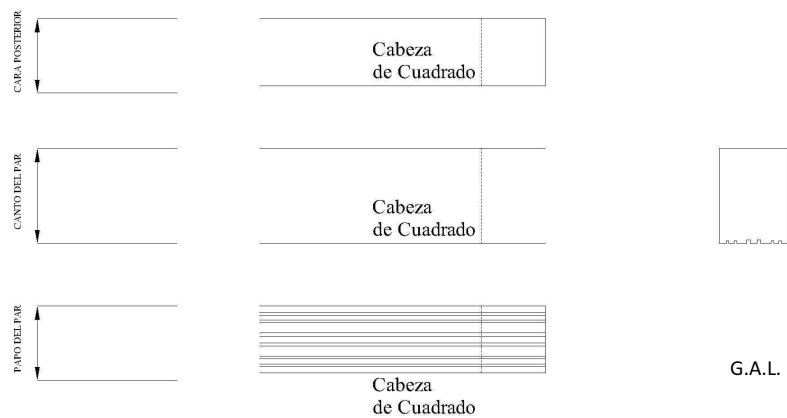 CARA POSTERIOR
Cabeza
de Cuadrado
CANTO DEL PAR
Cabeza
de Cuadrado
PAPO DEL PAR
Cabeza
de Cuadrado
G.A.L.